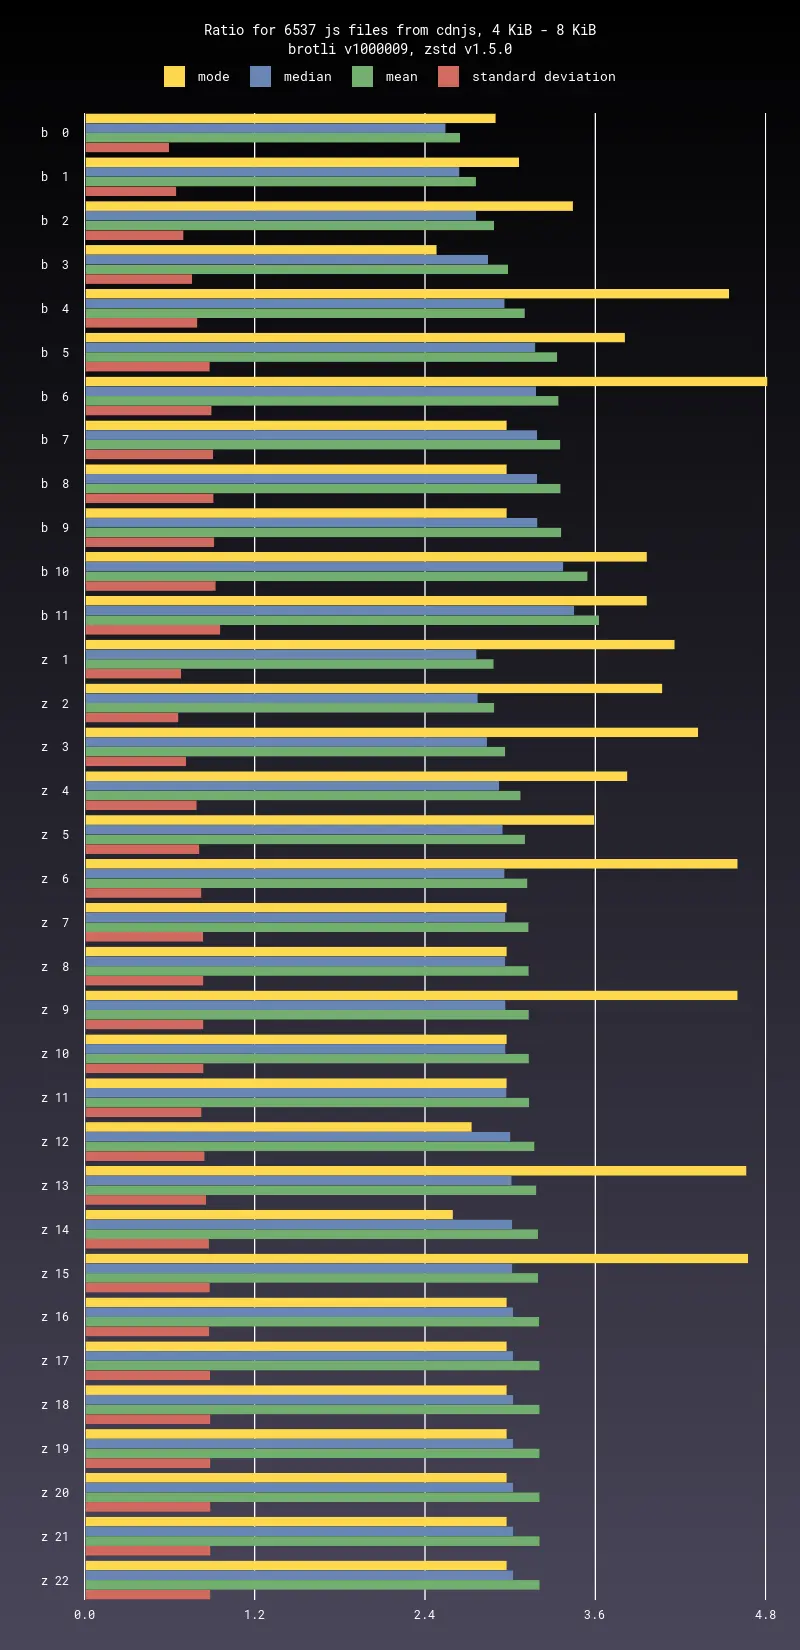 Ratio for 6537 js files from cdnjs, 4 KiB - 8 KiB
brotli v1000009, zstd v1.5.0
mode median mean standard deviation
b 0
b 1
b 2
b 3
b 4
b 5
b 6
b 7
b 8
b 9
b 10
b 11
z 1
z 2
z 3
z 4
z 5
z 6
z 7
z 8
z 9
z 10
z 11
z 12
z 13
z 14
z 15
z 16
z 17
z 18
z 19
z 20
z 21
z 22
0.0 1.2 2.4 3.6 4.8